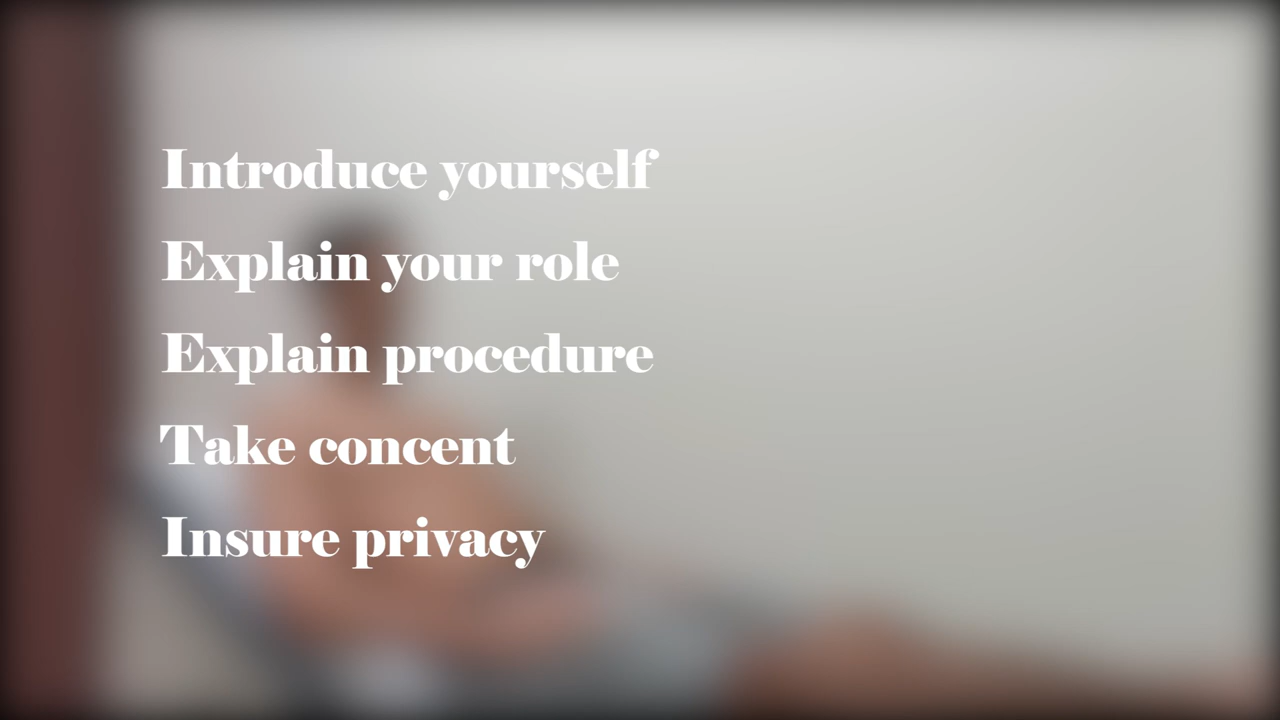 Introduce yourself
Explain your role
Explain procedure
Take concent
Insure privacy